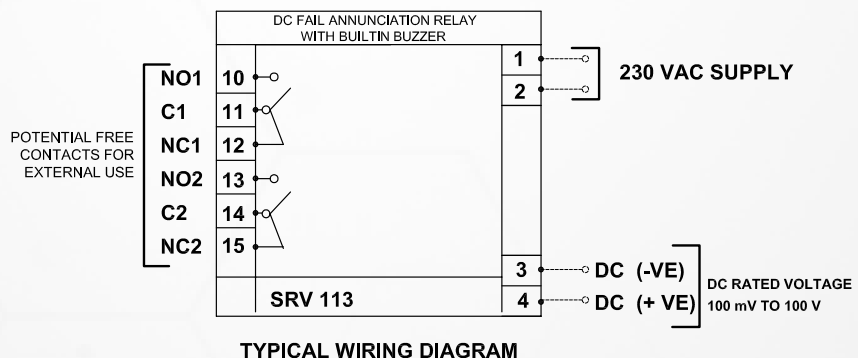 DC FAIL ANNUNCIATION RELAY
WITH BUILTIN BUZZER
NO1 10
C1 11
NC1 12
NO2 13
C2 14
NC2 15
POTENTIAL FREE
CONTACTS FOR
EXTERNAL USE
1
2
230 VAC SUPPLY
3 DC (-VE)
4 DC (+ VE)
DC RATED VOLTAGE
100 mV TO 100 V
SRV 113
TYPICAL WIRING DIAGRAM